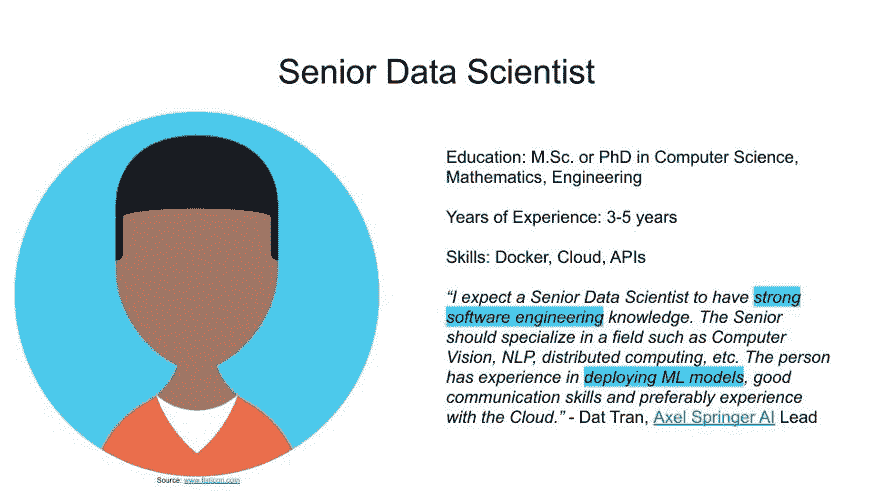 Senior Data Scientist
Education: M.Sc. or PhD in Computer Science,
Mathematics, Engineering
Years of Experience: 3-5 years
Skills: Docker, Cloud, APIs
“I expect a Senior Data Scientist to have strong
software engineering knowledge. The Senior
should specialize in a field such as Computer
Vision, NLP, distributed computing, etc. The person
has experience in deploying ML models, good
communication skills and preferably experience
with the Cloud.” - Dat Tran, Axel Springer AI Lead
Source: www.flaticon.com